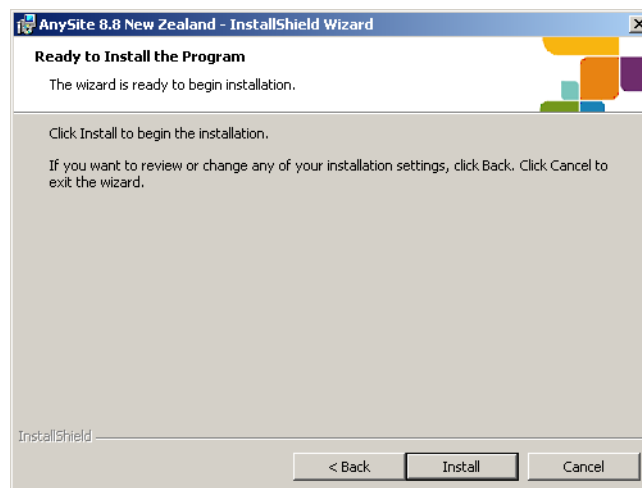 AnySite 8.8 New Zealand - InstallShield Wizard
Ready to Install the Program
The wizard is ready to begin installation.
Click Install to begin the installation.
If you want to review or change any of your installation settings, click Back. Click Cancel to
exit the wizard.
InstallShield
< Back
Install
Cancel